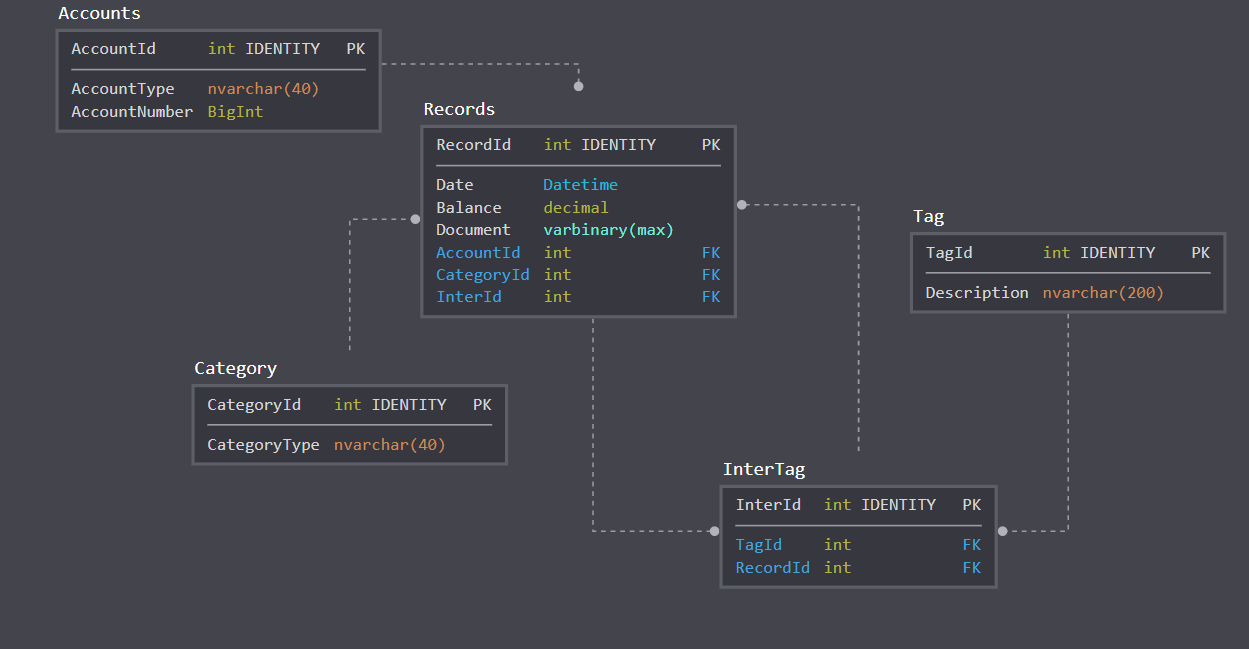 Accounts
AccountId int IDENTITY PK
AccountType nvarchar(40)
AccountNumber BigInt
Records
RecordId int IDENTITY PK
Date Datetime
Balance decimal
Document varbinary(max)
AccountId int FK
CategoryId int FK
InterId int FK
Tag
TagId int IDENTITY PK
Description nvarchar(200)
Category
CategoryId int IDENTITY PK
CategoryType nvarchar(40)
InterTag
InterId int IDENTITY PK
TagId int FK
RecordId int FK